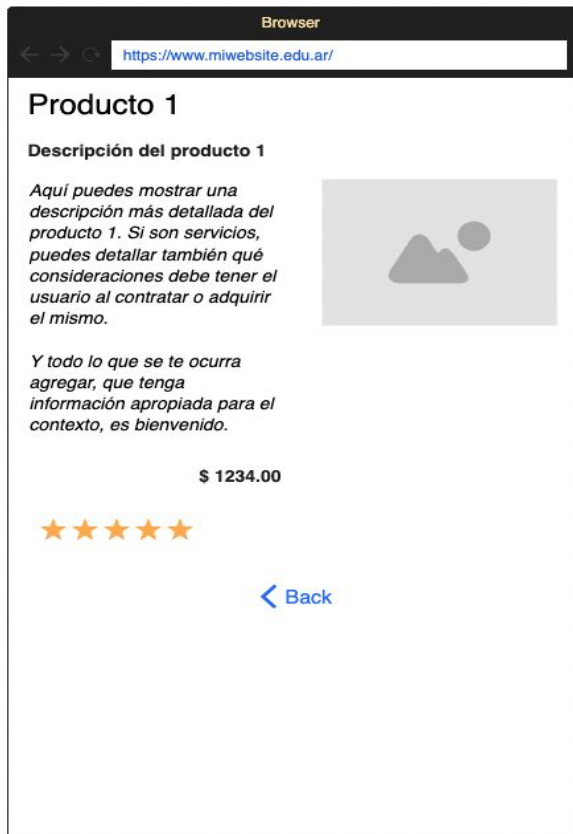 Browser
https://www.miwebsite.edu.ar/
Producto 1
Descripción del producto 1
Aquí puedes mostrar una
descripción más detallada del
producto 1. Si son servicios,
puedes detallar también qué
consideraciones debe tener el
usuario al contratar o adquirir
el mismo.
Y todo lo que se te ocurra
agregar, que tenga
información apropiada para el
contexto, es bienvenido.
$ 1234.00
Back